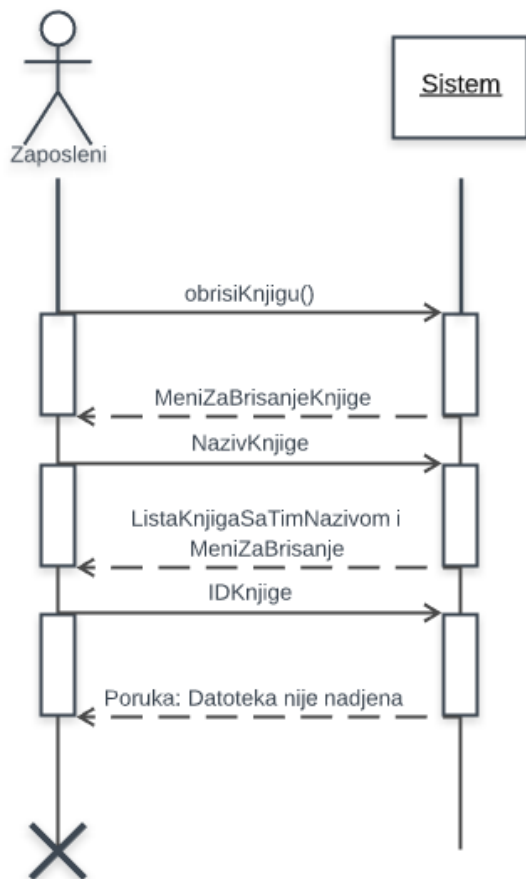 Zaposleni
Sistem
obrisiKnjigu()
MeniZaBrisanjeKnjige
NazivKnjige
ListaKnjigaSaTimNazivom i
MeniZaBrisanje
IDKnjige
Poruka: Datoteka nije nadjena